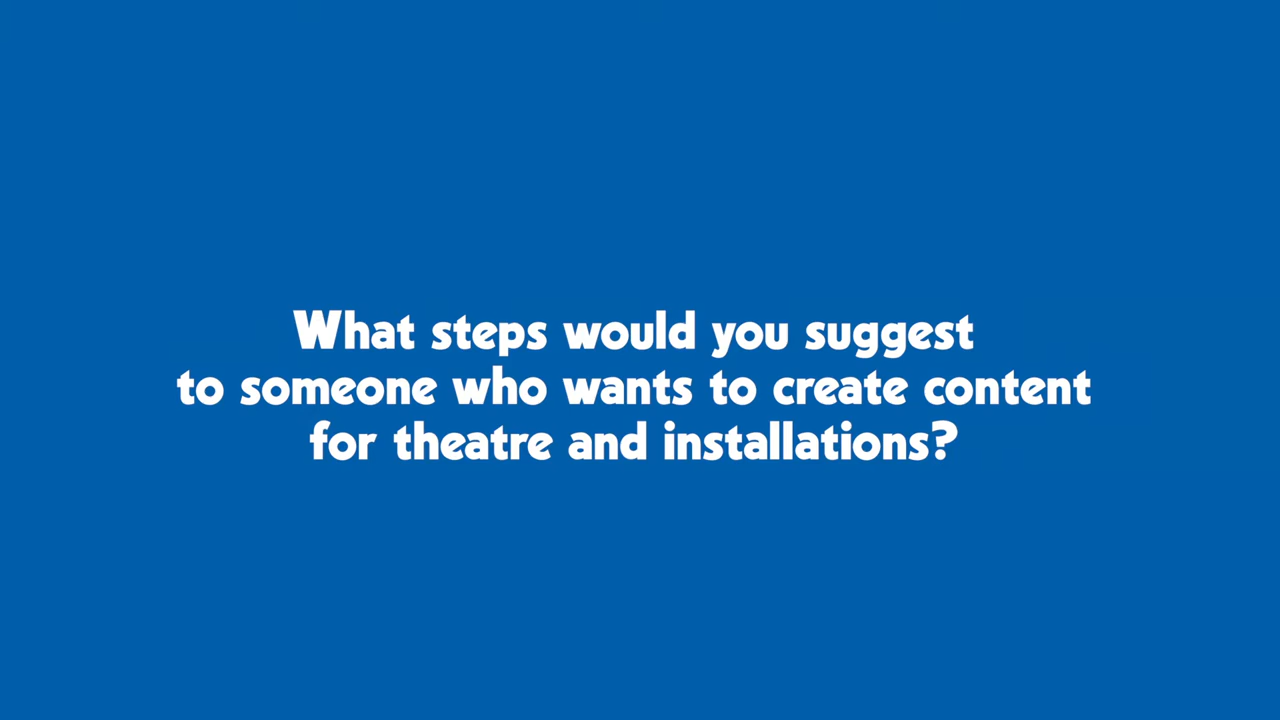 What steps would you suggest
to someone who wants to create content
for theatre and installations?